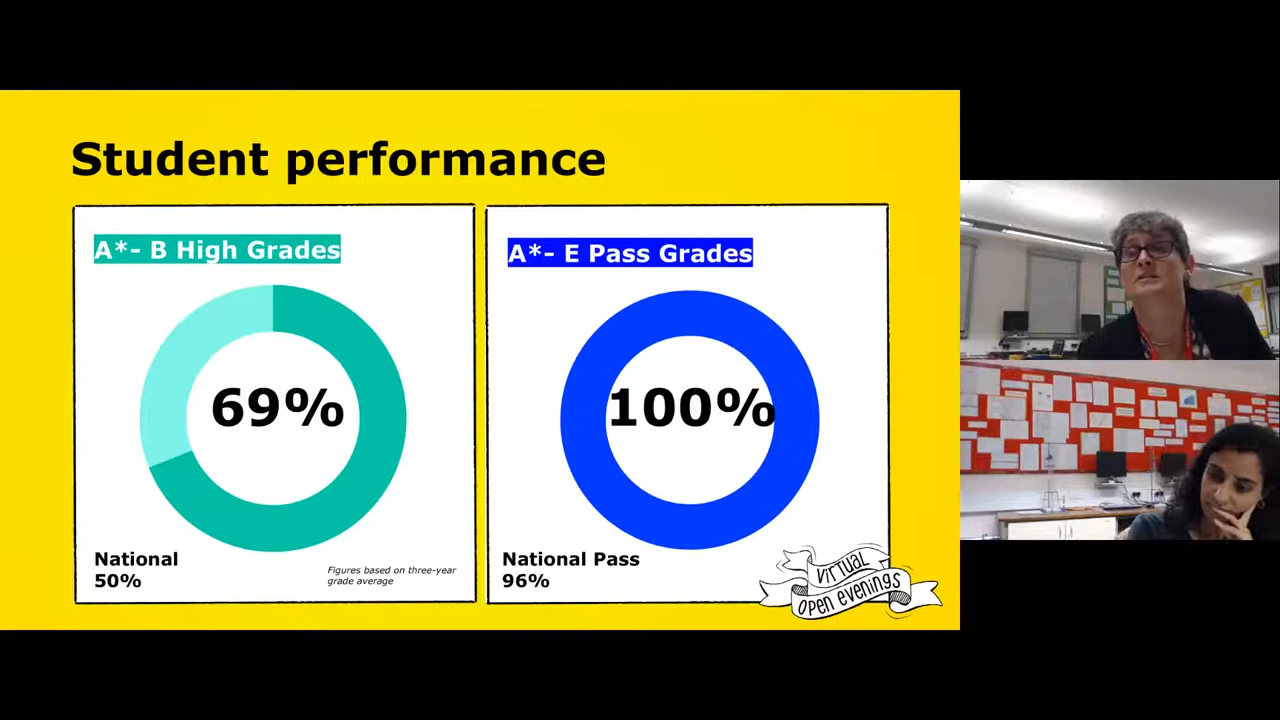 Student performance
A*- B High Grades
69%
National
50%
Figures based on three-year
grade average
A*- E Pass Grades
100%
National Pass
96%
VIRTUAL
OPEN EVENINGS